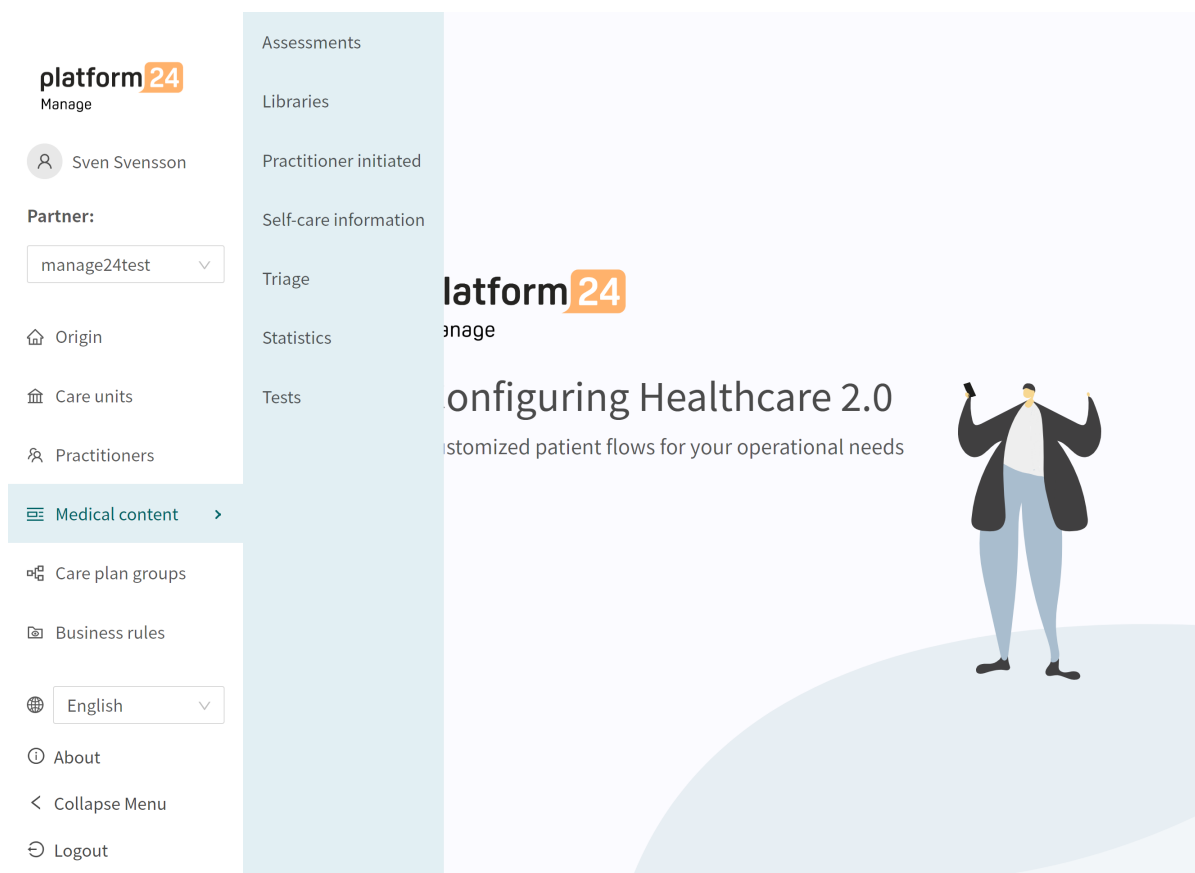 platform24
Manage
Sven Svensson
Partner:
manage24test
Origin
Care units
Practitioners
Medical content
Care plan groups
Business rules
English
About
Collapse Menu
Logout
Assessments
Libraries
Practitioner initiated
Self-care information
Triage
Statistics
Tests
latform24
anage
onfiguring Healthcare 2.0
stomized patient flows for your operational needs